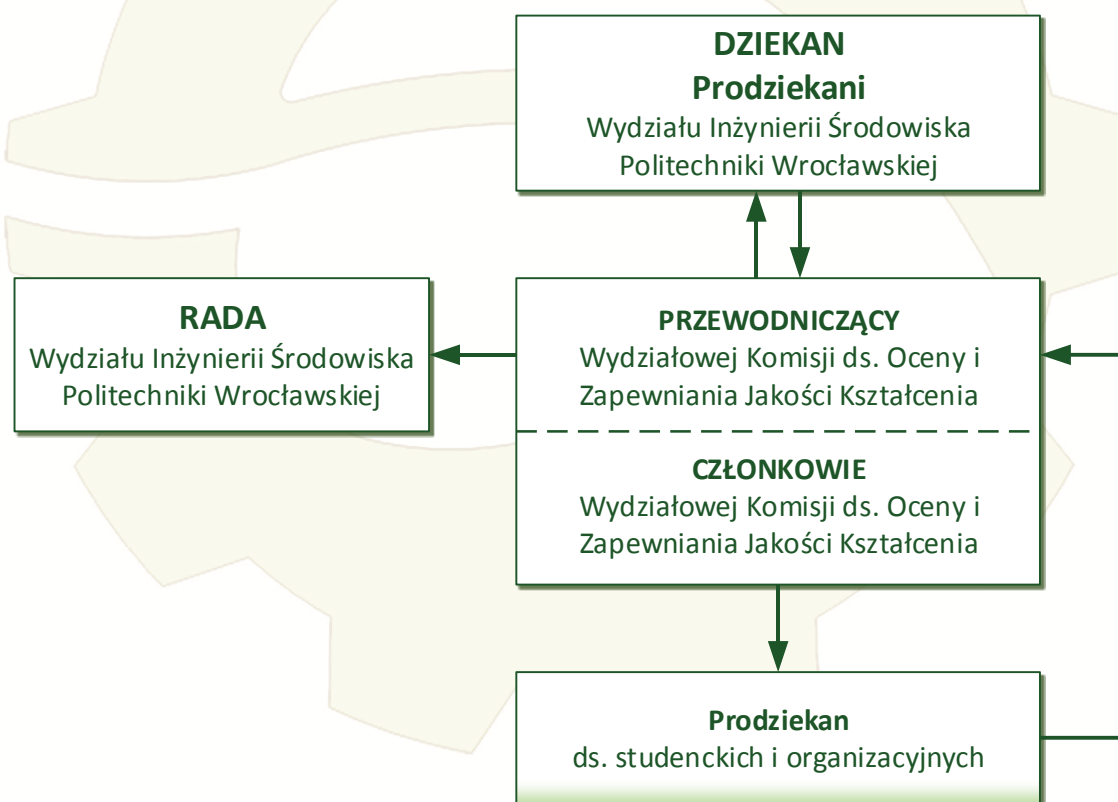 DZIEKAN
Prodziekani
Wydziału Inżynierii Środowiska
Politechniki Wrocławskiej
RADA
Wydziału Inżynierii Środowiska
Politechniki Wrocławskiej
PRZEWODNICZĄCY
Wydziałowej Komisji ds. Oceny i
Zapewniania Jakości Kształcenia
CZŁONKOWIE
Wydziałowej Komisji ds. Oceny i
Zapewniania Jakości Kształcenia
Prodziekan
ds. studenckich i organizacyjnych